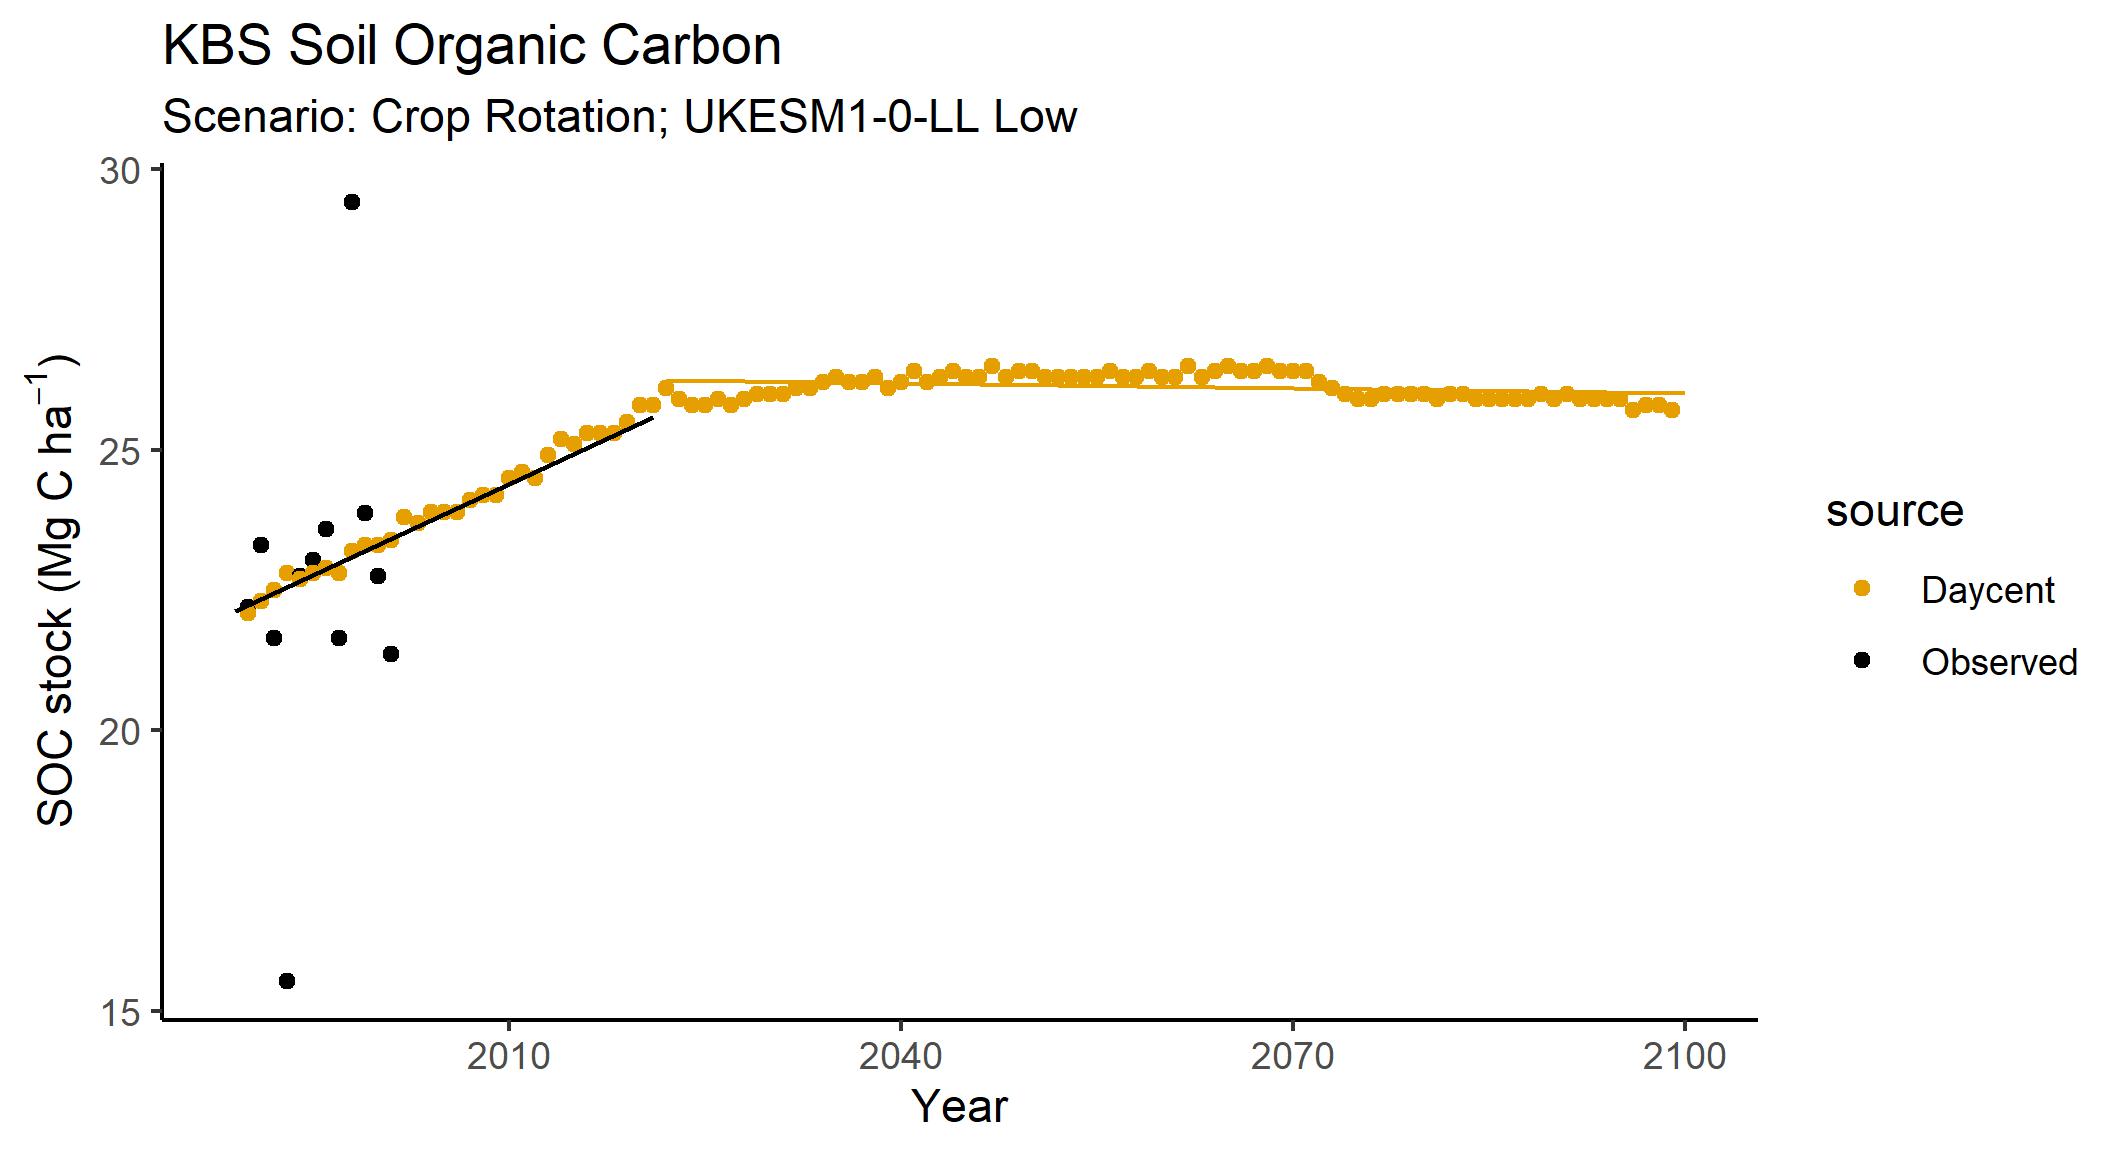 KBS Soil Organic Carbon
Scenario: Crop Rotation; UKESM1-0-LL Low
SOC stock (Mg C ha⁻¹)
30
25
20
15
2010
2040
2070
2100
Year
source
Daycent
Observed